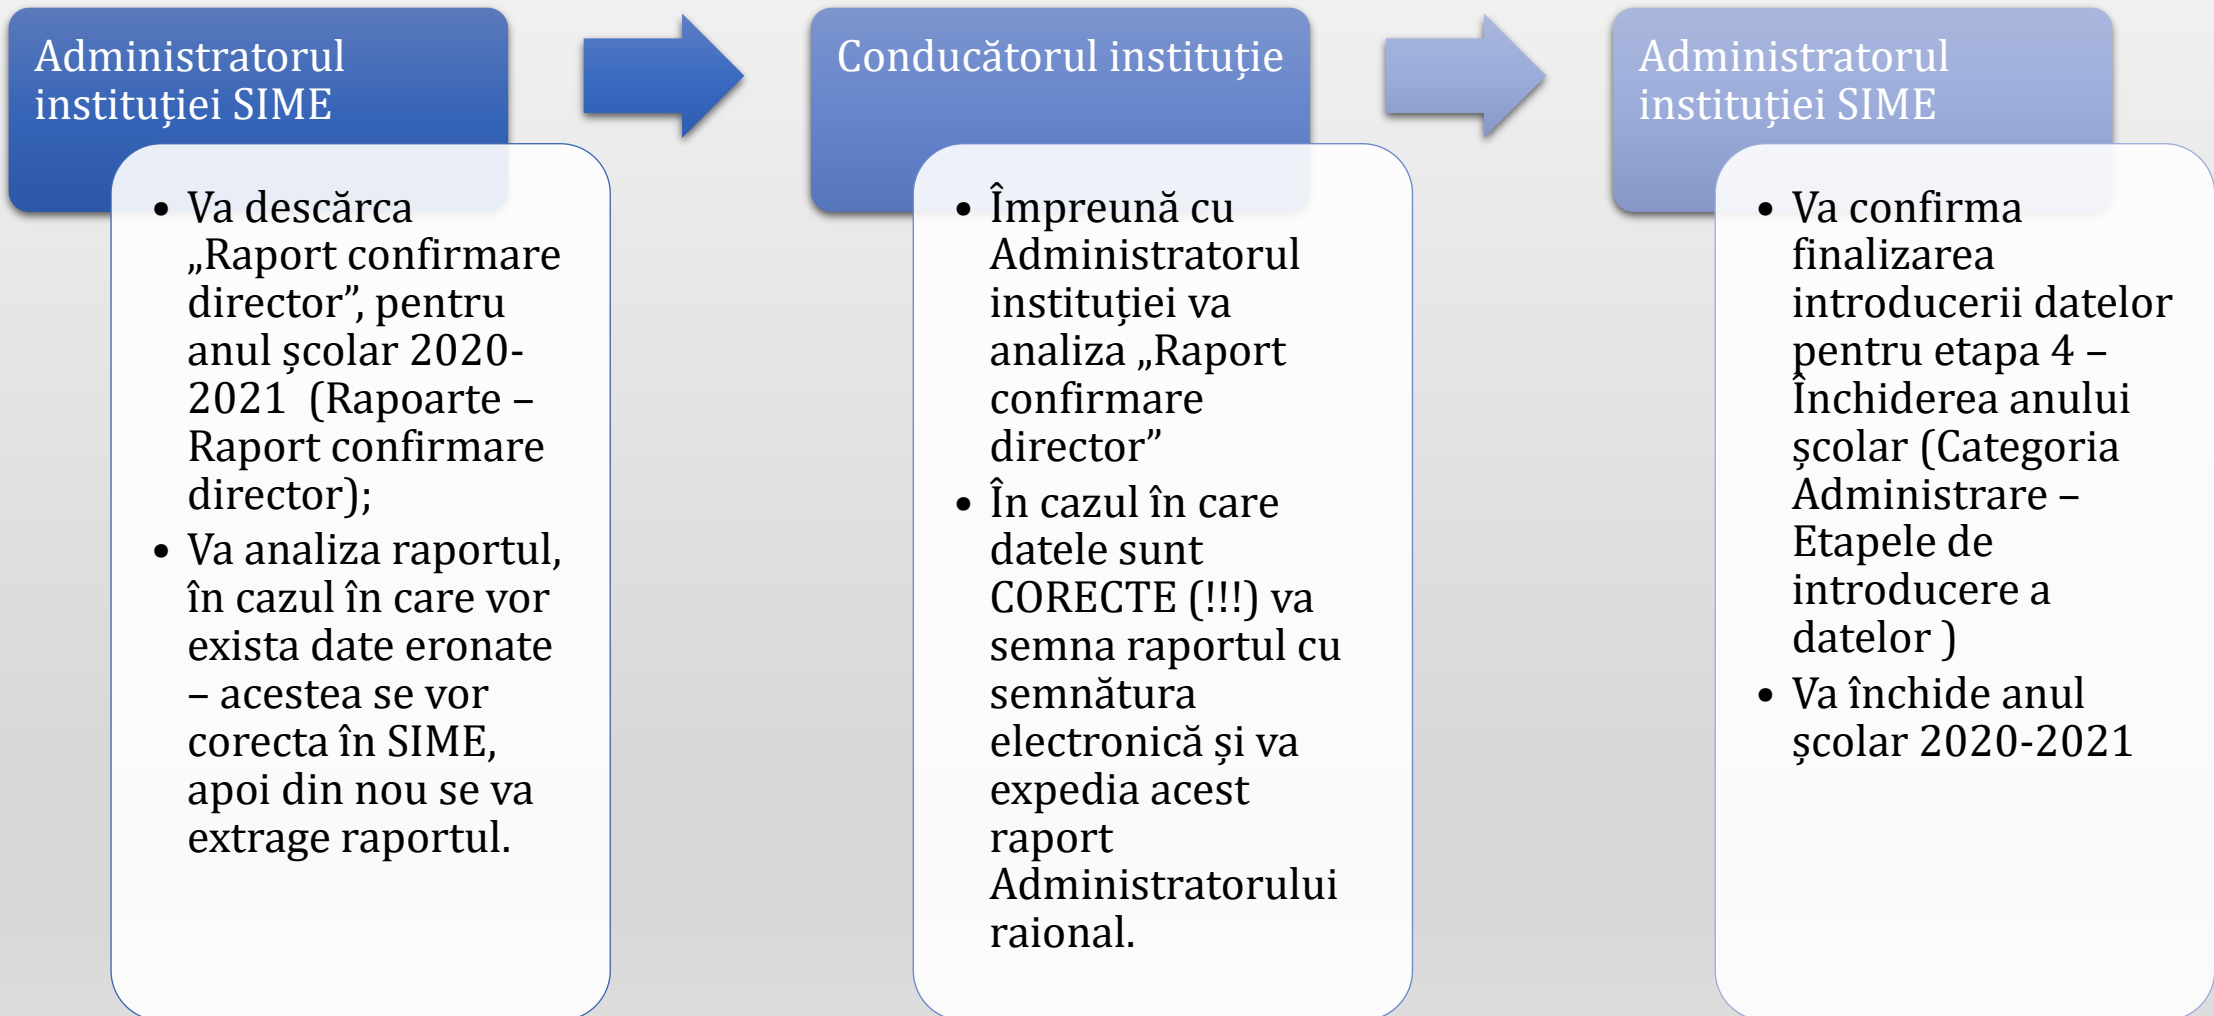 Administratorul
instituției SIME
• Va descărca
„Raport confirmare
director”, pentru
anul școlar 2020-
2021  (Rapoarte –
Raport confirmare
director);
• Va analiza raportul,
în cazul în care vor
exista date eronate
– acestea se vor
corecta în SIME,
apoi din nou se va
extrage raportul.
Conducătorul instituție
• Împreună cu
Administratorul
instituției va
analiza „Raport
confirmare
director”
• În cazul în care
datele sunt
CORECTE (!!!) va
semna raportul cu
semnătura
electronică și va
expedia acest
raport
Administratorului
raional.
Administratorul
instituției SIME
• Va confirma
finalizarea
introducerii datelor
pentru etapa 4 –
Închiderea anului
școlar (Categoria
Administrare –
Etapele de
introducere a
datelor )
• Va închide anul
școlar 2020-2021